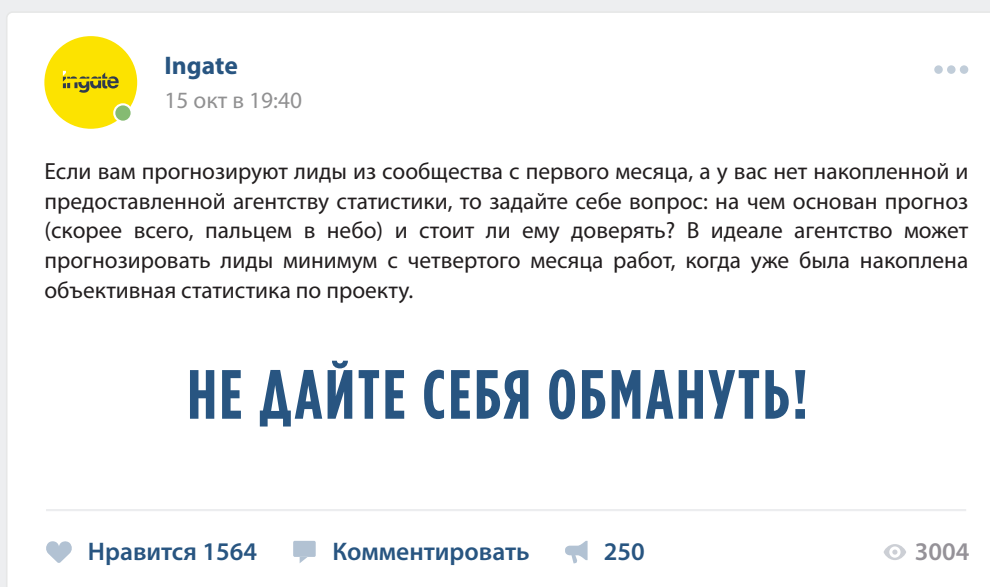 ingate
Ingate
15 окт в 19:40
Если вам прогнозируют лиды из сообщества с первого месяца, а у вас нет накопленной и
предоставленной агентству статистики, то задайте себе вопрос: на чем основан прогноз
(скорее всего, пальцем в небо) и стоит ли ему доверять? В идеале агентство может
прогнозировать лиды минимум с четвертого месяца работ, когда уже была накоплена
объективная статистика по проекту.
НЕ ДАЙТЕ СЕБЯ ОБМАНУТЬ!
Нравится 1564 Комментировать 250 3004